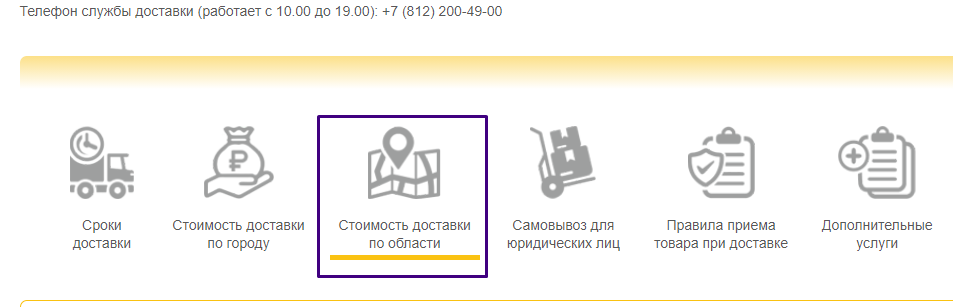 Телефон службы доставки (работает с 10.00 до 19.00): +7 (812) 200-49-00
Сроки
доставки
Стоимость доставки
по городу
Стоимость доставки
по области
Самовывоз для
юридических лиц
Правила приема
товара при доставке
Дополнительные
услуги